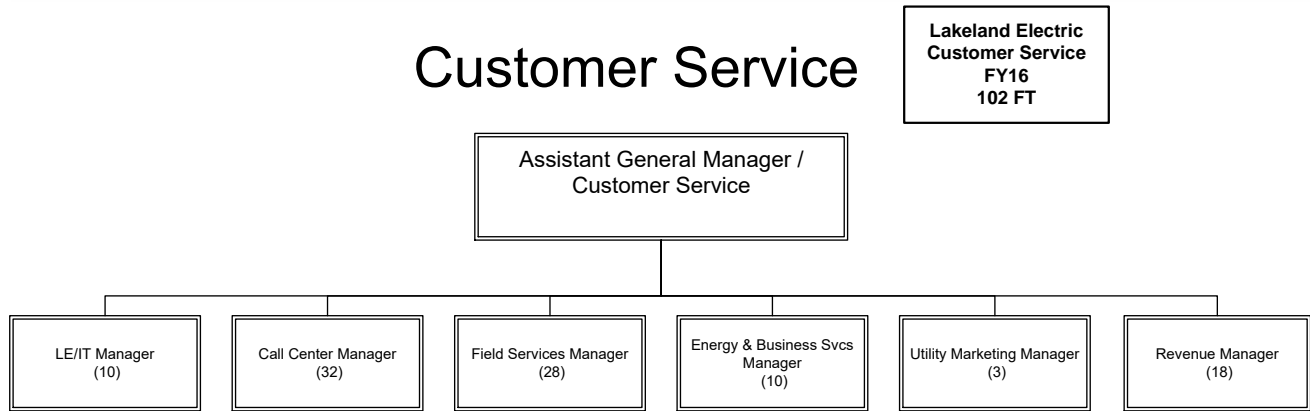 Customer Service
Lakeland Electric
Customer Service
FY16
102 FT
Assistant General Manager /
Customer Service
LE/IT Manager
(10)
Call Center Manager
(32)
Field Services Manager
(28)
Energy & Business Svcs
Manager
(10)
Utility Marketing Manager
(3)
Revenue Manager
(18)